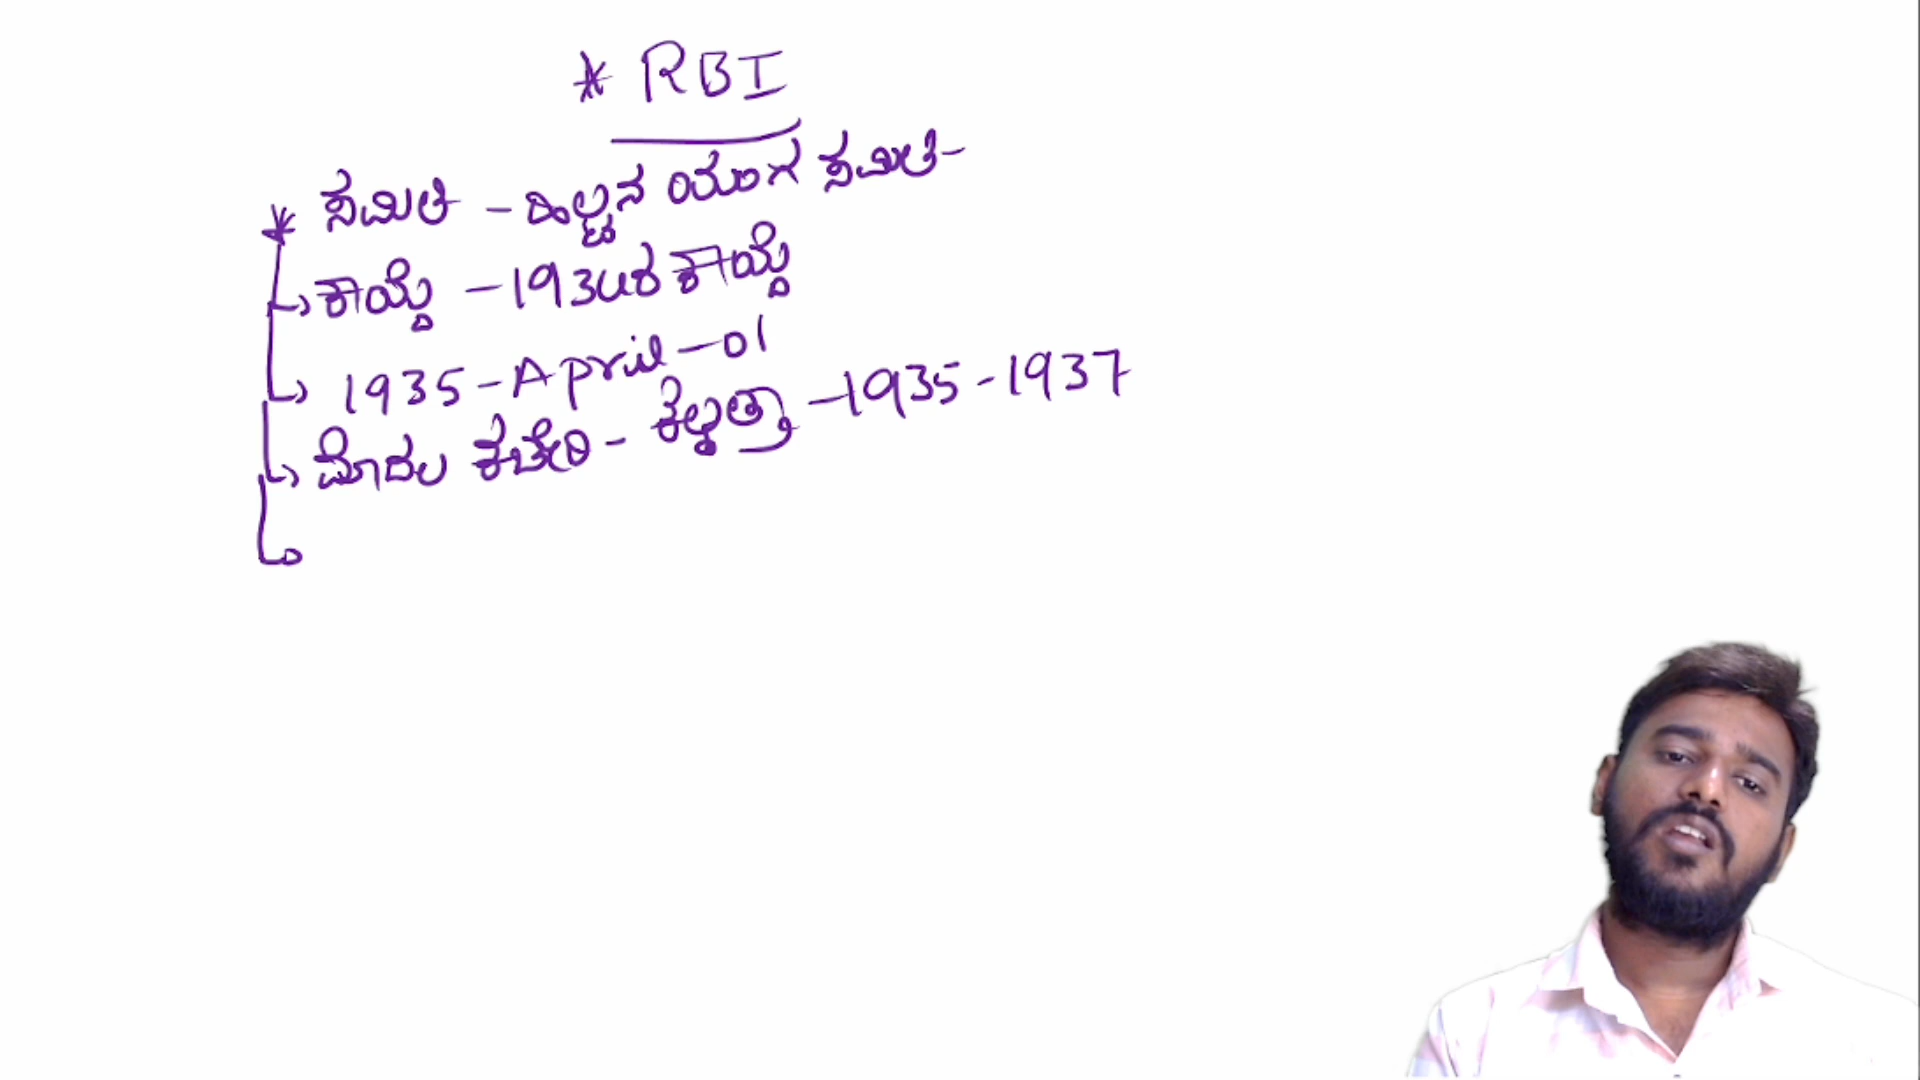 * RBI
* ಸಮಿತಿ - ಹಿಲ್ಟನ ಯಂಗ ಸಮಿತಿ -
ಕಾಯ್ದೆ - 1934ರ ಕಾಯ್ದೆ
1935 - April - 01
ಮೊದಲ ಕಚೇರಿ - ಕಲ್ಕತ್ತಾ - 1935 - 1937